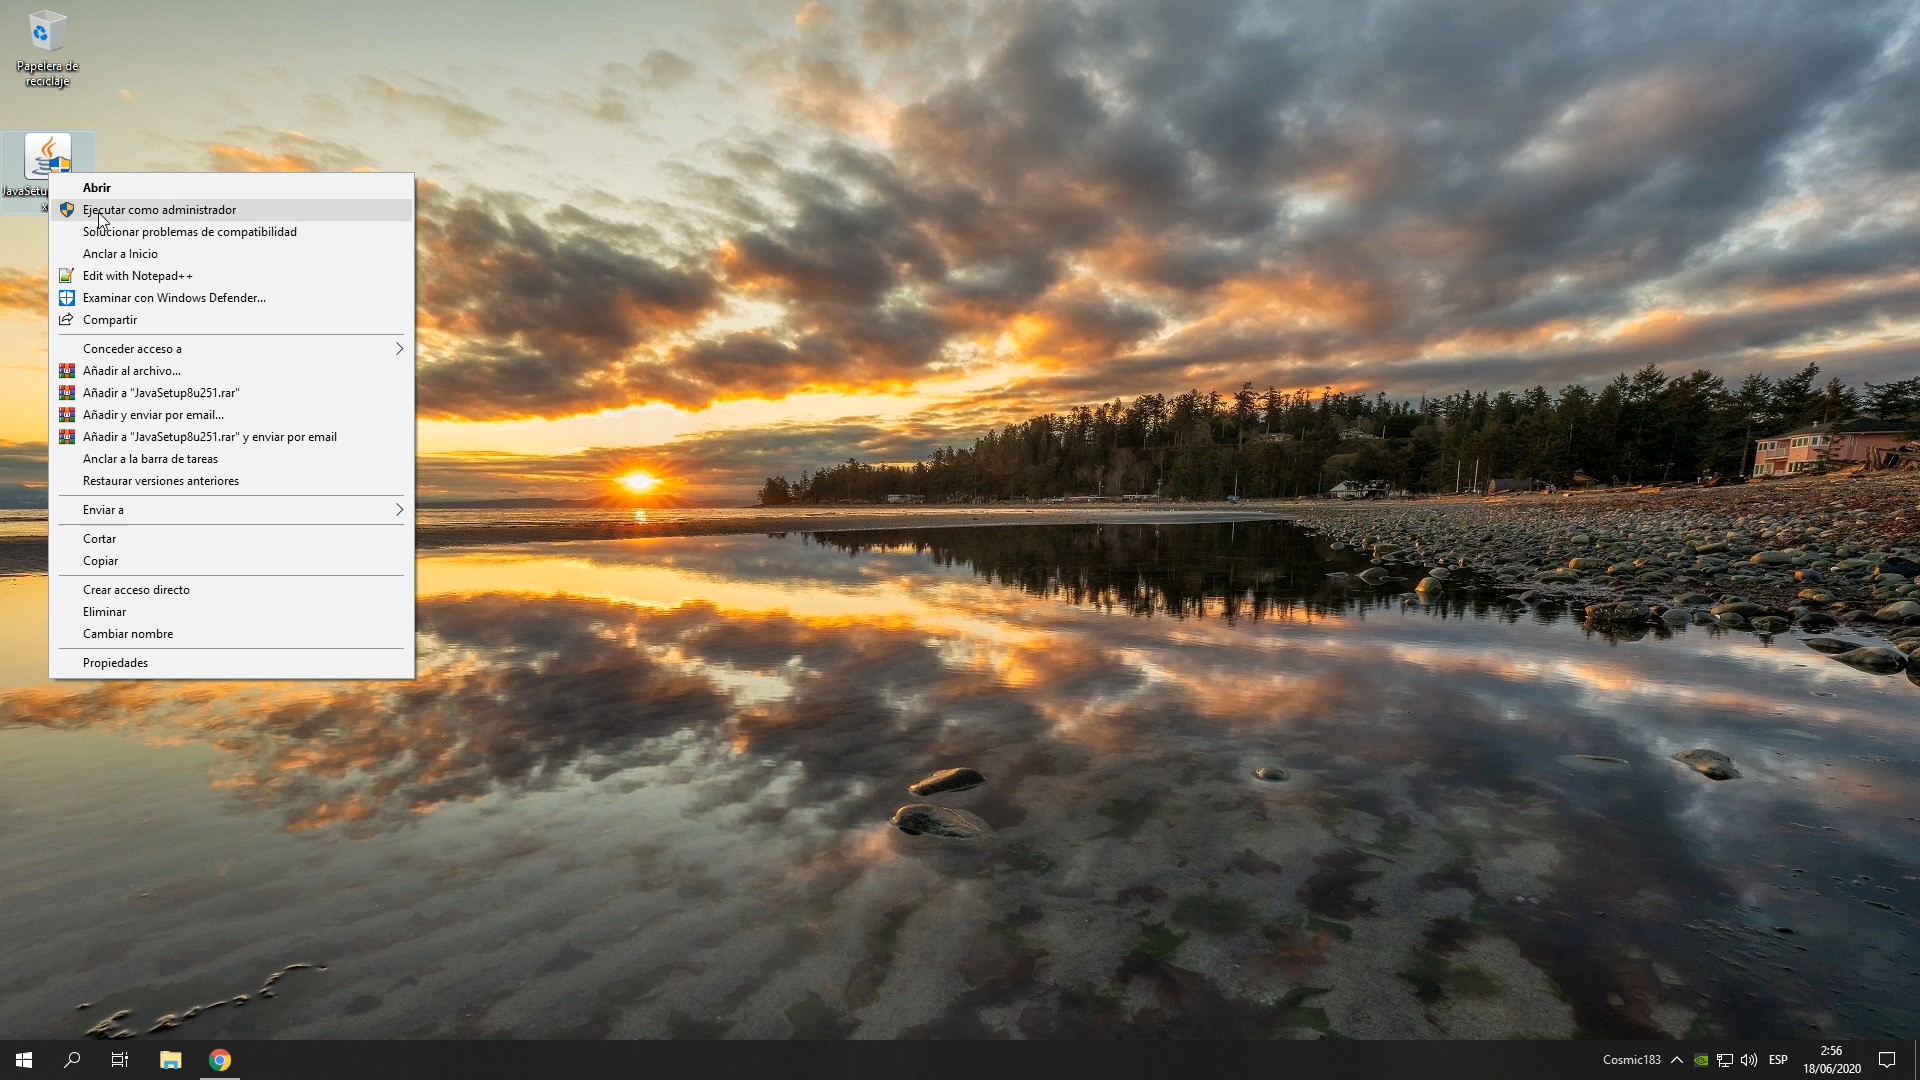 Papelera de
reciclaje
JavaSetu
Abrir
Ejecutar como administrador
Solucionar problemas de compatibilidad
Anclar a Inicio
Edit with Notepad++
Examinar con Windows Defender...
Compartir
Conceder acceso a
Añadir al archivo...
Añadir a "JavaSetup8u251.rar"
Añadir y enviar por email...
Añadir a "JavaSetup8u251.rar" y enviar por email
Anclar a la barra de tareas
Restaurar versiones anteriores
Enviar a
Cortar
Copiar
Crear acceso directo
Eliminar
Cambiar nombre
Propiedades
Cosmic183
ESP
2:56
18/06/2020